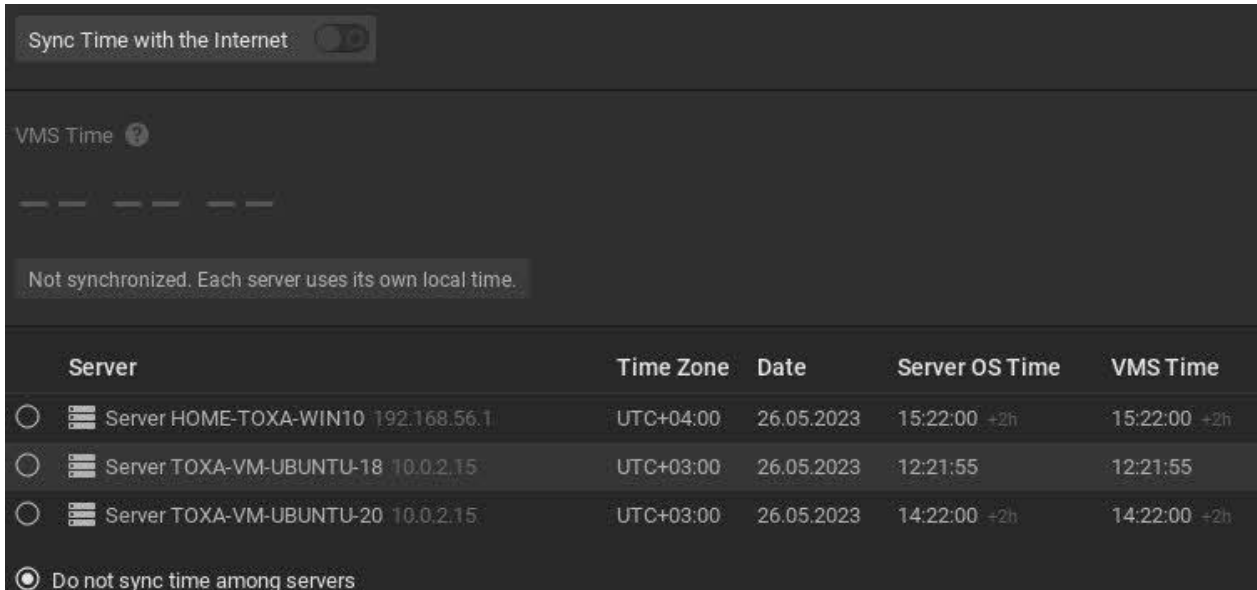 Sync Time with the Internet
VMS Time ?
-- -- --
Not synchronized. Each server uses its own local time.
Server Time Zone Date Server OS Time VMS Time
Server HOME-TOXA-WIN10 192.168.56.1 UTC+04:00 26.05.2023 15:22:00 +2h 15:22:00 +2h
Server TOXA-VM-UBUNTU-18 10.0.2.15 UTC+03:00 26.05.2023 12:21:55 12:21:55
Server TOXA-VM-UBUNTU-20 10.0.2.15 UTC+03:00 26.05.2023 14:22:00 +2h 14:22:00 +2h
Do not sync time among servers